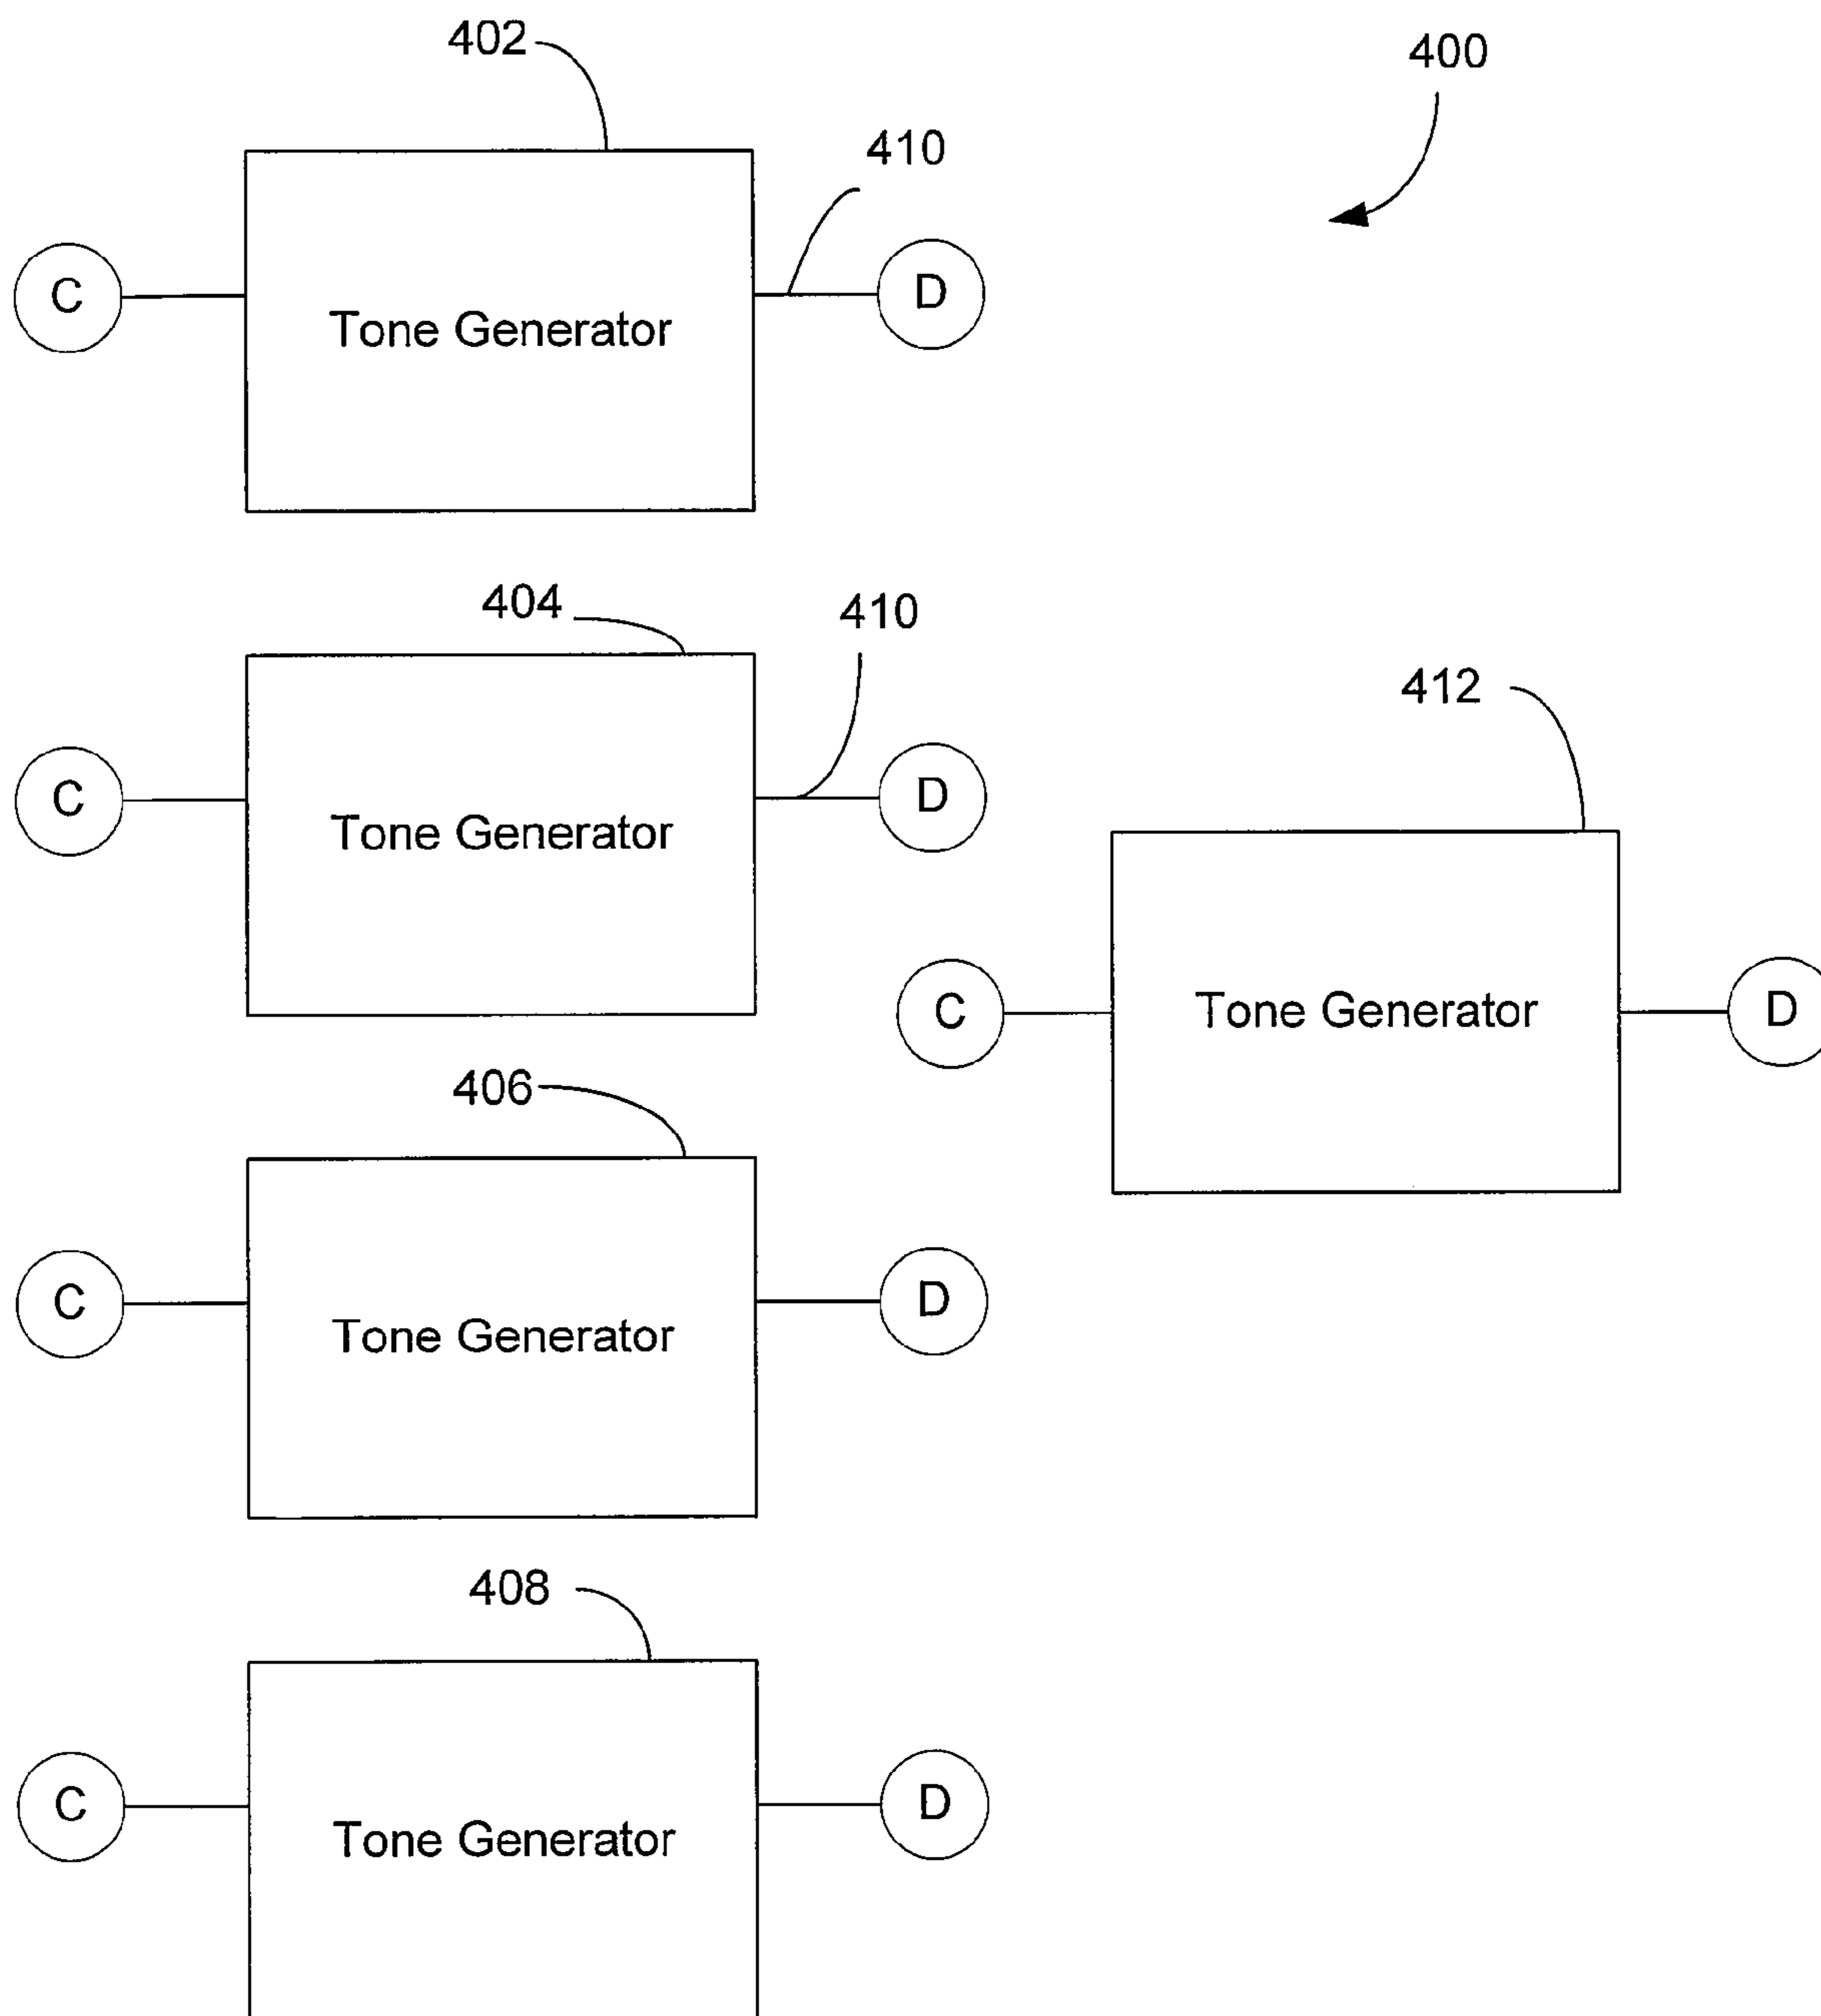 402
400
410
C
Tone Generator
D
404
410
412
C
Tone Generator
D
C
Tone Generator
D
406
C
Tone Generator
D
408
C
Tone Generator
D